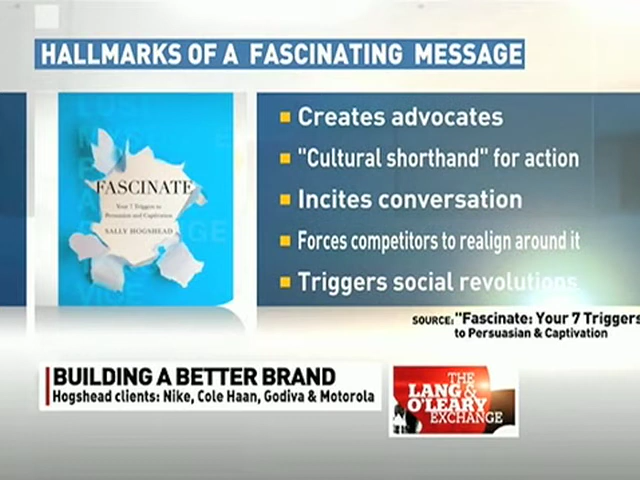 HALLMARKS OF A FASCINATING MESSAGE
FASCINATE
Your 7 Triggers to
Persuasion and Captivation
SALLY HOGSHEAD
Creates advocates
"Cultural shorthand" for action
Incites conversation
Forces competitors to realign around it
Triggers social revolutions
SOURCE: "Fascinate: Your 7 Triggers
to Persuasian & Captivation
BUILDING A BETTER BRAND
Hogshead clients: Nike, Cole Haan, Godiva & Motorola
THE
LANG &
O'LEARY
EXCHANGE